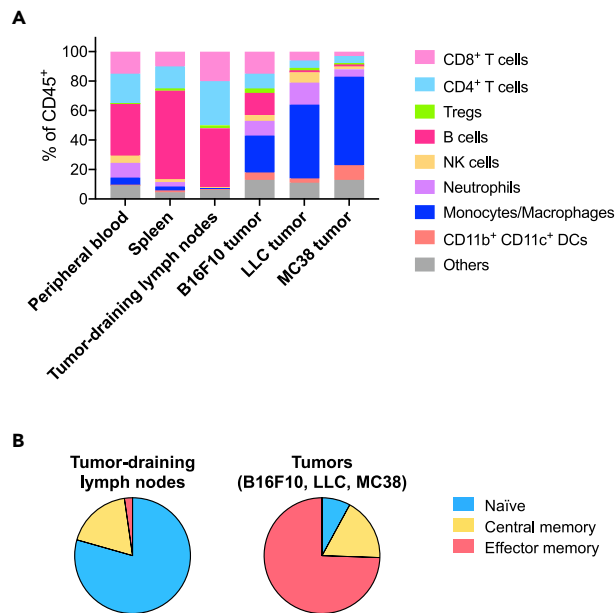 A
100
80
60
40
20
0
% of CD45⁺
Peripheral blood
Spleen
Tumor-draining lymph nodes
B16F10 tumor
LLC tumor
MC38 tumor
CD8⁺ T cells
CD4⁺ T cells
Tregs
B cells
NK cells
Neutrophils
Monocytes/Macrophages
CD11b⁺ CD11c⁺ DCs
Others
B
Tumor-draining
lymph nodes
Tumors
(B16F10, LLC, MC38)
Naïve
Central memory
Effector memory